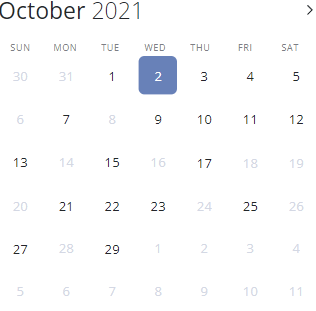 October 2021
SUN MON TUE WED THU FRI SAT
30 31 1 2 3 4 5
6 7 8 9 10 11 12
13 14 15 16 17 18 19
20 21 22 23 24 25 26
27 28 29 1 2 3 4
5 6 7 8 9 10 11